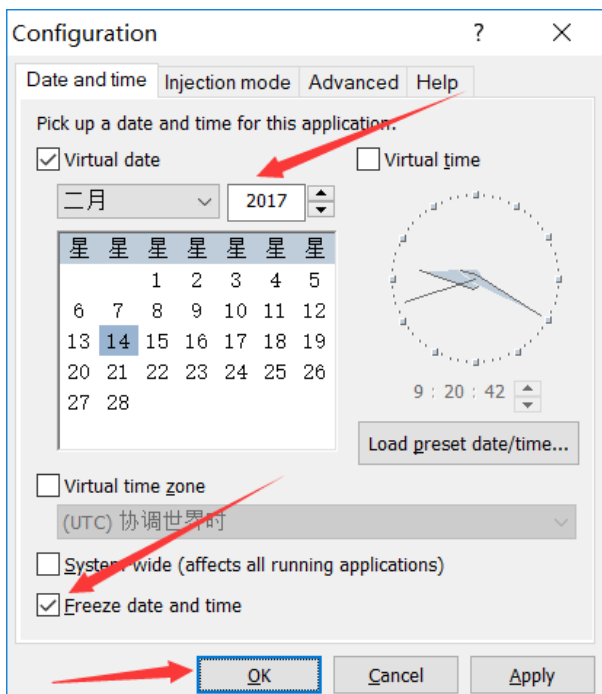 Configuration ?
Date and time Injection mode Advanced Help
Pick up a date and time for this application.
Virtual date Virtual time
二月 2017
星 星 星 星 星 星 星
1 2 3 4 5
6 7 8 9 10 11 12
13 14 15 16 17 18 19
20 21 22 23 24 25 26
27 28
9 : 20 : 42
Load preset date/time...
Virtual time zone
(UTC) 协调世界时
System wide (affects all running applications)
Freeze date and time
OK Cancel Apply